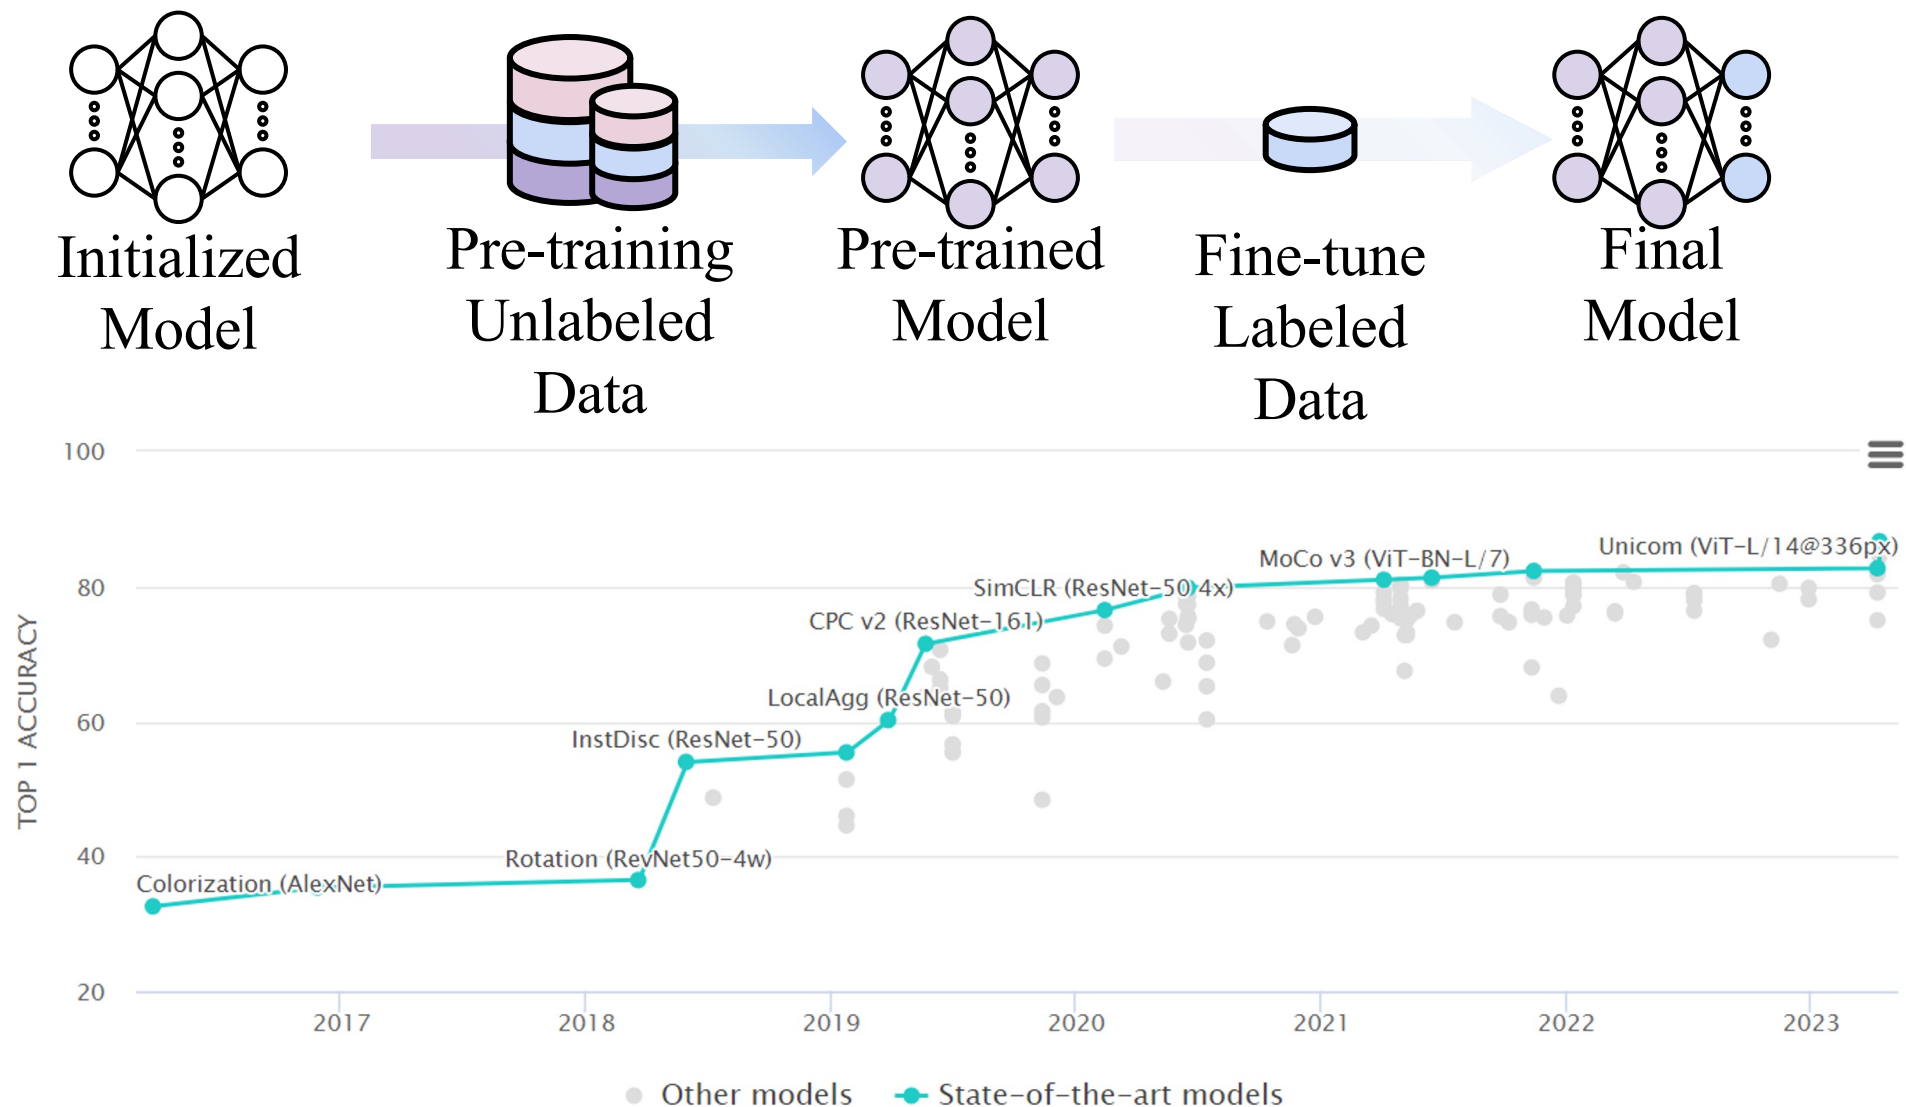 Initialized
Model
Pre-training
Unlabeled
Data
Pre-trained
Model
Fine-tune
Labeled
Data
Final
Model
100
80
60
40
20
TOP 1 ACCURACY
Unicom (ViT-L/14@336px)
MoCo v3 (ViT-BN-L/7)
SimCLR (ResNet-50 4x)
CPC v2 (ResNet-161)
LocalAgg (ResNet-50)
InstDisc (ResNet-50)
Rotation (RevNet50-4w)
Colorization (AlexNet)
2017
2018
2019
2020
2021
2022
2023
Other models
State-of-the-art models